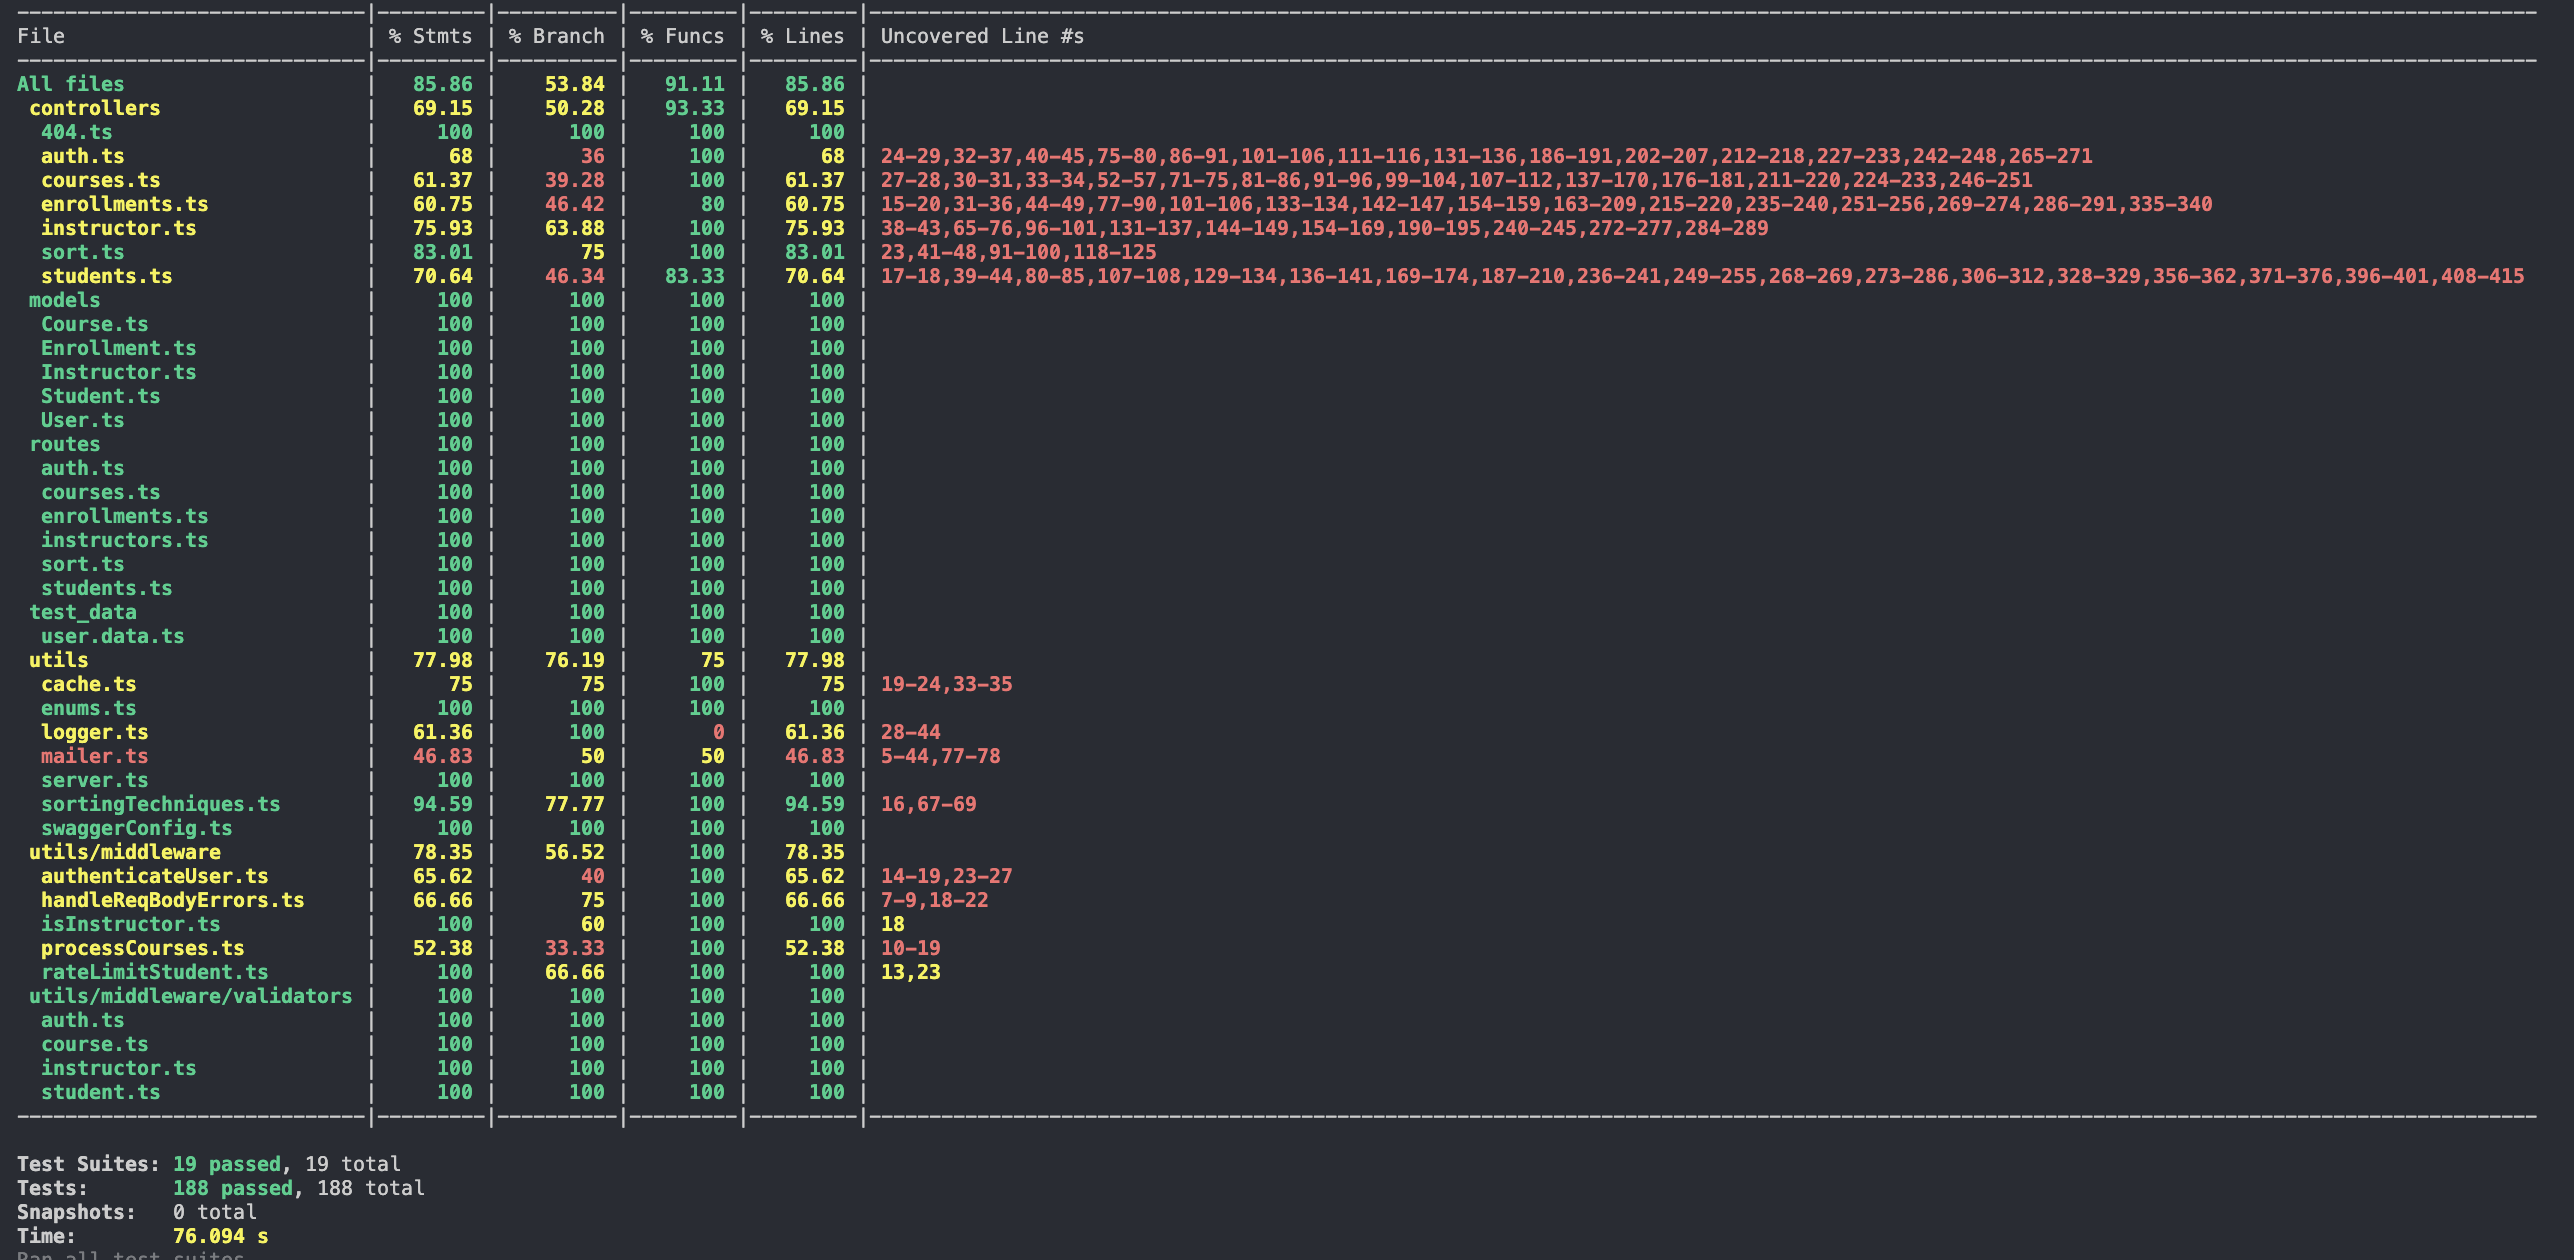 File | % Stmts | % Branch | % Funcs | % Lines | Uncovered Line #s
All files | 85.86 | 53.84 | 91.11 | 85.86 |
controllers | 69.15 | 50.28 | 93.33 | 69.15 |
404.ts | 100 | 100 | 100 | 100 |
auth.ts | 68 | 36 | 100 | 68 | 24-29,32-37,40-45,75-80,86-91,101-106,111-116,131-136,186-191,202-207,212-218,227-233,242-248,265-271
courses.ts | 61.37 | 39.28 | 100 | 61.37 | 27-28,30-31,33-34,52-57,71-75,81-86,91-96,99-104,107-112,137-170,176-181,211-220,224-233,246-251
enrollments.ts | 60.75 | 46.42 | 80 | 60.75 | 15-20,31-36,44-49,77-90,101-106,133-134,142-147,154-159,163-209,215-220,235-240,251-256,269-274,286-291,335-340
instructor.ts | 75.93 | 63.88 | 100 | 75.93 | 38-43,65-76,96-101,131-137,144-149,154-169,190-195,240-245,272-277,284-289
sort.ts | 83.01 | 75 | 100 | 83.01 | 23,41-48,91-100,118-125
students.ts | 70.64 | 46.34 | 83.33 | 70.64 | 17-18,39-44,80-85,107-108,129-134,136-141,169-174,187-210,236-241,249-255,268-269,273-286,306-312,328-329,356-362,371-376,396-401,408-415
models | 100 | 100 | 100 | 100 |
Course.ts | 100 | 100 | 100 | 100 |
Enrollment.ts | 100 | 100 | 100 | 100 |
Instructor.ts | 100 | 100 | 100 | 100 |
Student.ts | 100 | 100 | 100 | 100 |
User.ts | 100 | 100 | 100 | 100 |
routes | 100 | 100 | 100 | 100 |
auth.ts | 100 | 100 | 100 | 100 |
courses.ts | 100 | 100 | 100 | 100 |
enrollments.ts | 100 | 100 | 100 | 100 |
instructors.ts | 100 | 100 | 100 | 100 |
sort.ts | 100 | 100 | 100 | 100 |
students.ts | 100 | 100 | 100 | 100 |
test_data | 100 | 100 | 100 | 100 |
user.data.ts | 100 | 100 | 100 | 100 |
utils | 77.98 | 76.19 | 75 | 77.98 |
cache.ts | 75 | 75 | 100 | 75 | 19-24,33-35
enums.ts | 100 | 100 | 100 | 100 |
logger.ts | 61.36 | 100 | 0 | 61.36 | 28-44
mailer.ts | 46.83 | 50 | 50 | 46.83 | 5-44,77-78
server.ts | 100 | 100 | 100 | 100 |
sortingTechniques.ts | 94.59 | 77.77 | 100 | 94.59 | 16,67-69
swaggerConfig.ts | 100 | 100 | 100 | 100 |
utils/middleware | 78.35 | 56.52 | 100 | 78.35 |
authenticateUser.ts | 65.62 | 40 | 100 | 65.62 | 14-19,23-27
handleReqBodyErrors.ts | 66.66 | 75 | 100 | 66.66 | 7-9,18-22
isInstructor.ts | 100 | 60 | 100 | 100 | 18
processCourses.ts | 52.38 | 33.33 | 100 | 52.38 | 10-19
rateLimitStudent.ts | 100 | 66.66 | 100 | 100 | 13,23
utils/middleware/validators | 100 | 100 | 100 | 100 |
auth.ts | 100 | 100 | 100 | 100 |
course.ts | 100 | 100 | 100 | 100 |
instructor.ts | 100 | 100 | 100 | 100 |
student.ts | 100 | 100 | 100 | 100 |
Test Suites: 19 passed, 19 total
Tests: 188 passed, 188 total
Snapshots: 0 total
Time: 76.094 s
Ran all test suites.